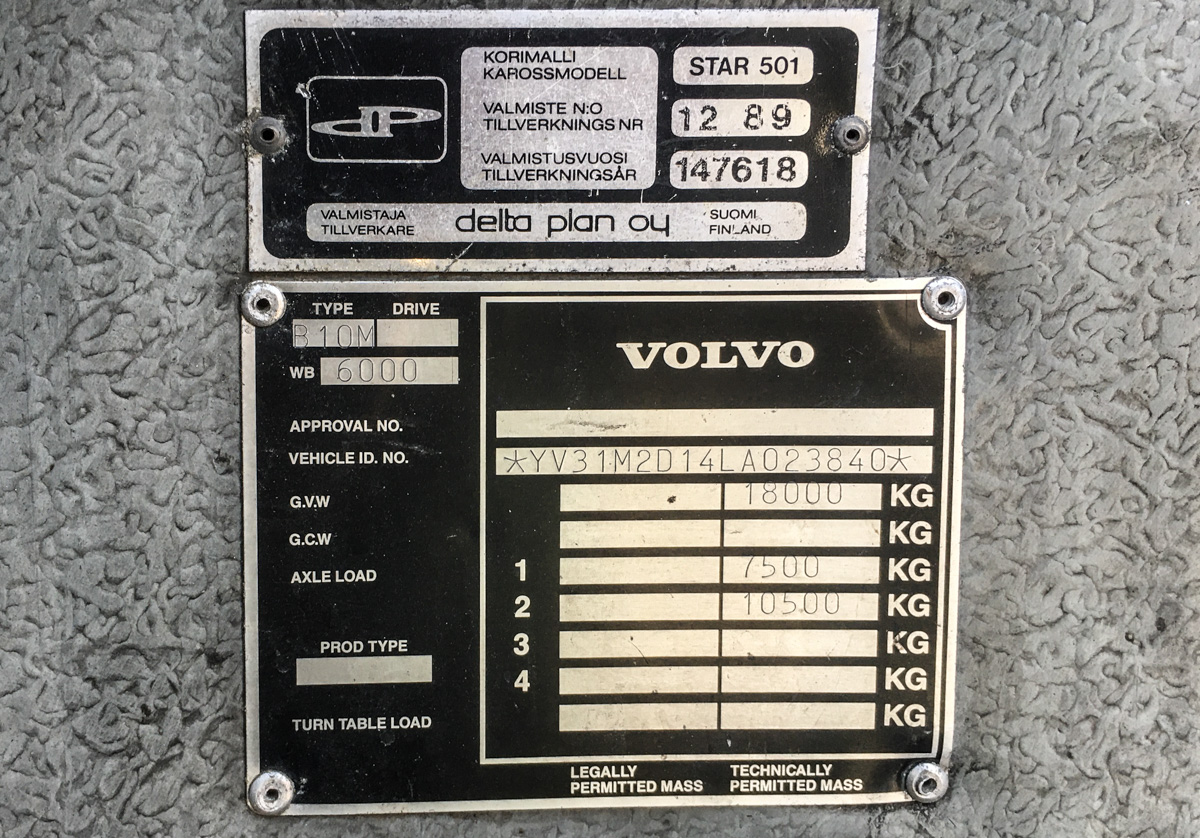 KORIMALLI
KAROSSMODELL
STAR 501
VALMISTE N:O
TILLVERKNINGS NR
12 89
VALMISTUSVUOSI
TILLVERKNINGSÅR
147618
VALMISTAJA
TILLVERKARE
delta plan oy
SUOMI
FINLAND
TYPE DRIVE
B10M
WB 6000
VOLVO
APPROVAL NO.
VEHICLE ID. NO. *YV31M2D14LA023840*
G.V.W 18000 KG
G.C.W KG
AXLE LOAD 1 7500 KG
2 10500 KG
3 KG
PROD TYPE
4 KG
TURN TABLE LOAD KG
LEGALLY
PERMITTED MASS
TECHNICALLY
PERMITTED MASS